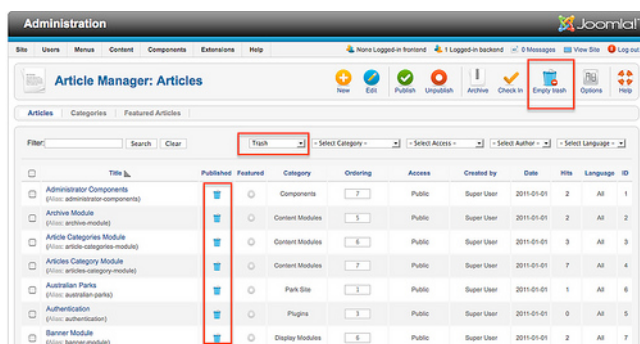 Administration
Joomla!
Site Users Menus Content Components Extensions Help None Logged-in frontend 1 Logged-in backend 0 Messages View Site Log out
Article Manager: Articles
New Edit Publish Unpublish Archive Check In Empty trash Options Help
Articles Categories Featured Articles
Filter: Search Clear Trash - Select Category - - Select Access - - Select Author - - Select Language -
Title Published Featured Category Ordering Access Created by Date Hits Language ID
Administrator Components Components 7 Public Super User 2011-01-01 2 All 1
(Alias: administrator-components)
Archive Module Content Modules 5 Public Super User 2011-01-01 2 All 2
(Alias: archive-module)
Article Categories Module Content Modules 6 Public Super User 2011-01-01 3 All 3
(Alias: article-categories-module)
Articles Category Module Content Modules 7 Public Super User 2011-01-01 7 All 4
(Alias: articles-category-module)
Australian Parks Park Site Public Super User 2011-01-01 1 All 6
(Alias: australian-parks)
Authentication Plugins 3 Public Super User 2011-01-01 0 All 5
(Alias: authentication)
Banner Module Display Modules 6 Public Super User 2011-01-01 2 All 7
(Alias: banner-module)